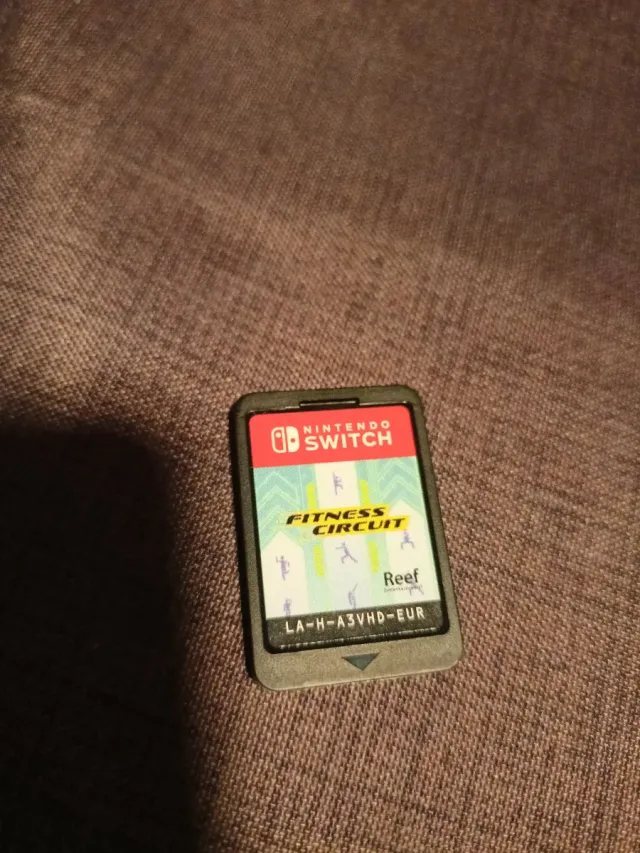 NINTENDO
SWITCH
FITNESS
CIRCUIT
Reef
LA-H-A3VHD-EUR